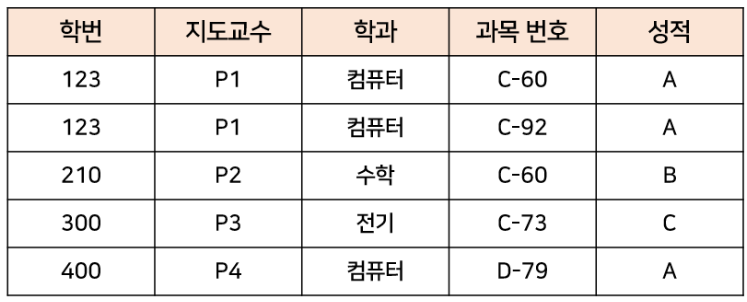 학번 지도교수 학과 과목 번호 성적
123 P1 컴퓨터 C-60 A
123 P1 컴퓨터 C-92 A
210 P2 수학 C-60 B
300 P3 전기 C-73 C
400 P4 컴퓨터 D-79 A